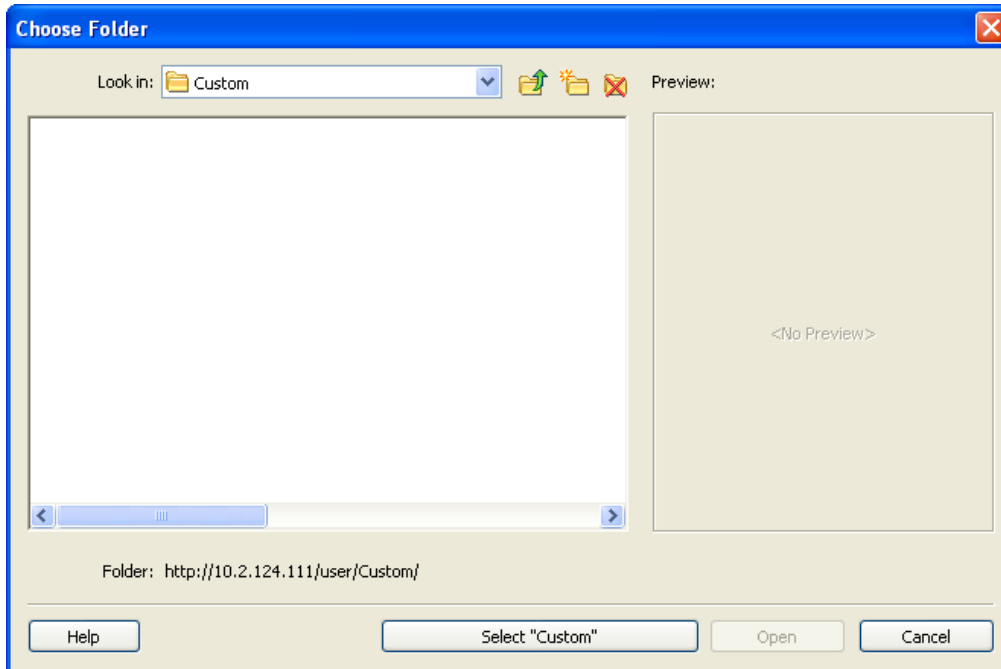 Choose Folder
Look in: Custom
Preview:
<No Preview>
Folder: http://10.2.124.111/user/Custom/
Help
Select "Custom"
Open
Cancel